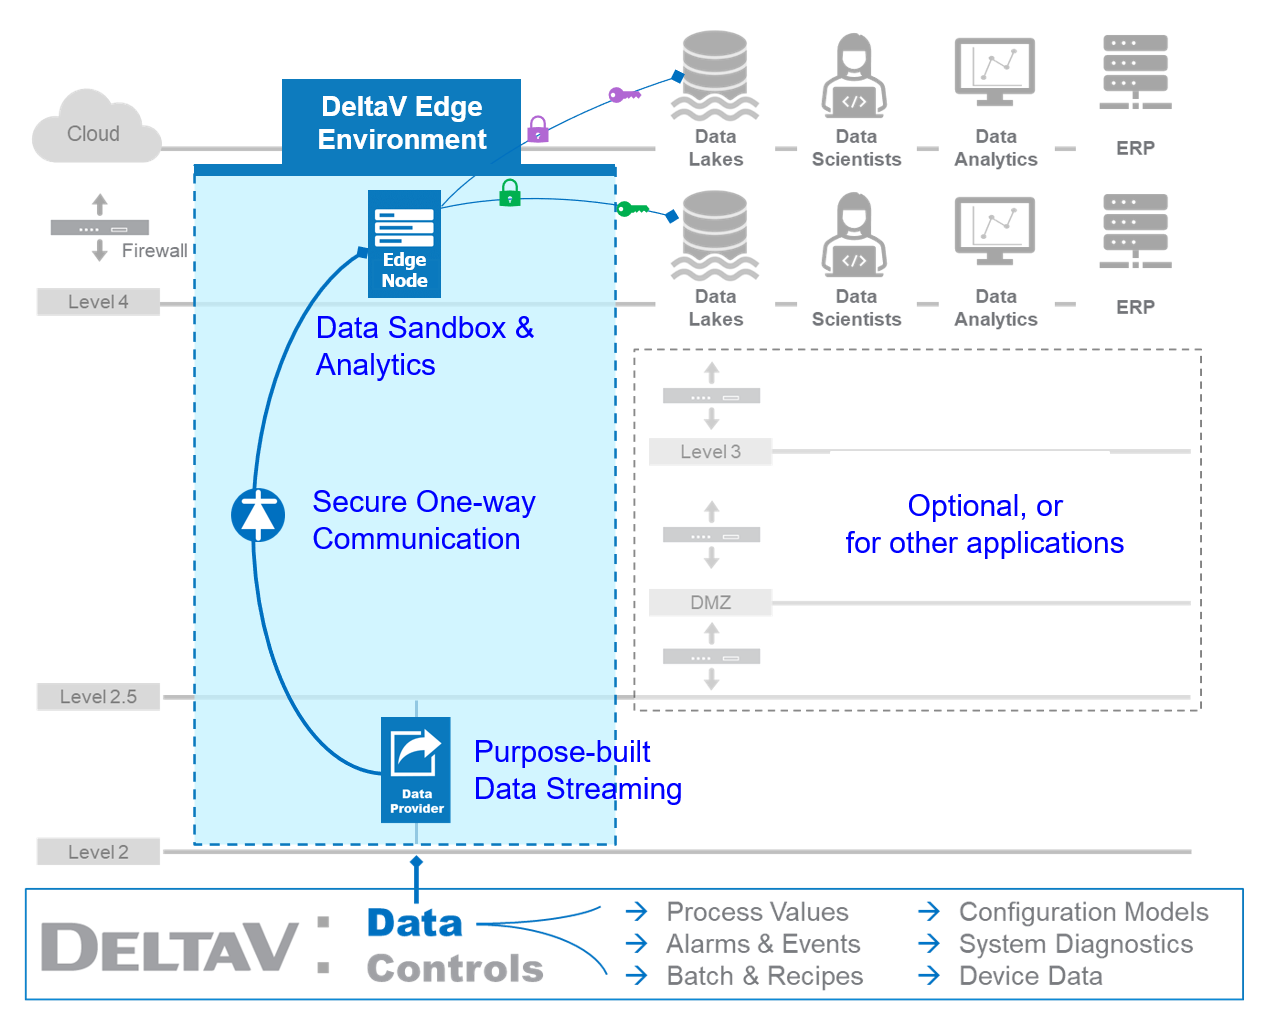 DeltaV Edge
Environment
Cloud
Data
Lakes
Data
Scientists
Data
Analytics
ERP
Firewall
Edge
Node
Level 4
Data
Lakes
Data
Scientists
Data
Analytics
ERP
Data Sandbox &
Analytics
Level 3
Secure One-way
Communication
Optional, or
for other applications
DMZ
Level 2.5
Purpose-built
Data Streaming
Data
Provider
Level 2
DELTAV :
Data
Controls
→ Process Values
→ Alarms & Events
→ Batch & Recipes
→ Configuration Models
→ System Diagnostics
→ Device Data